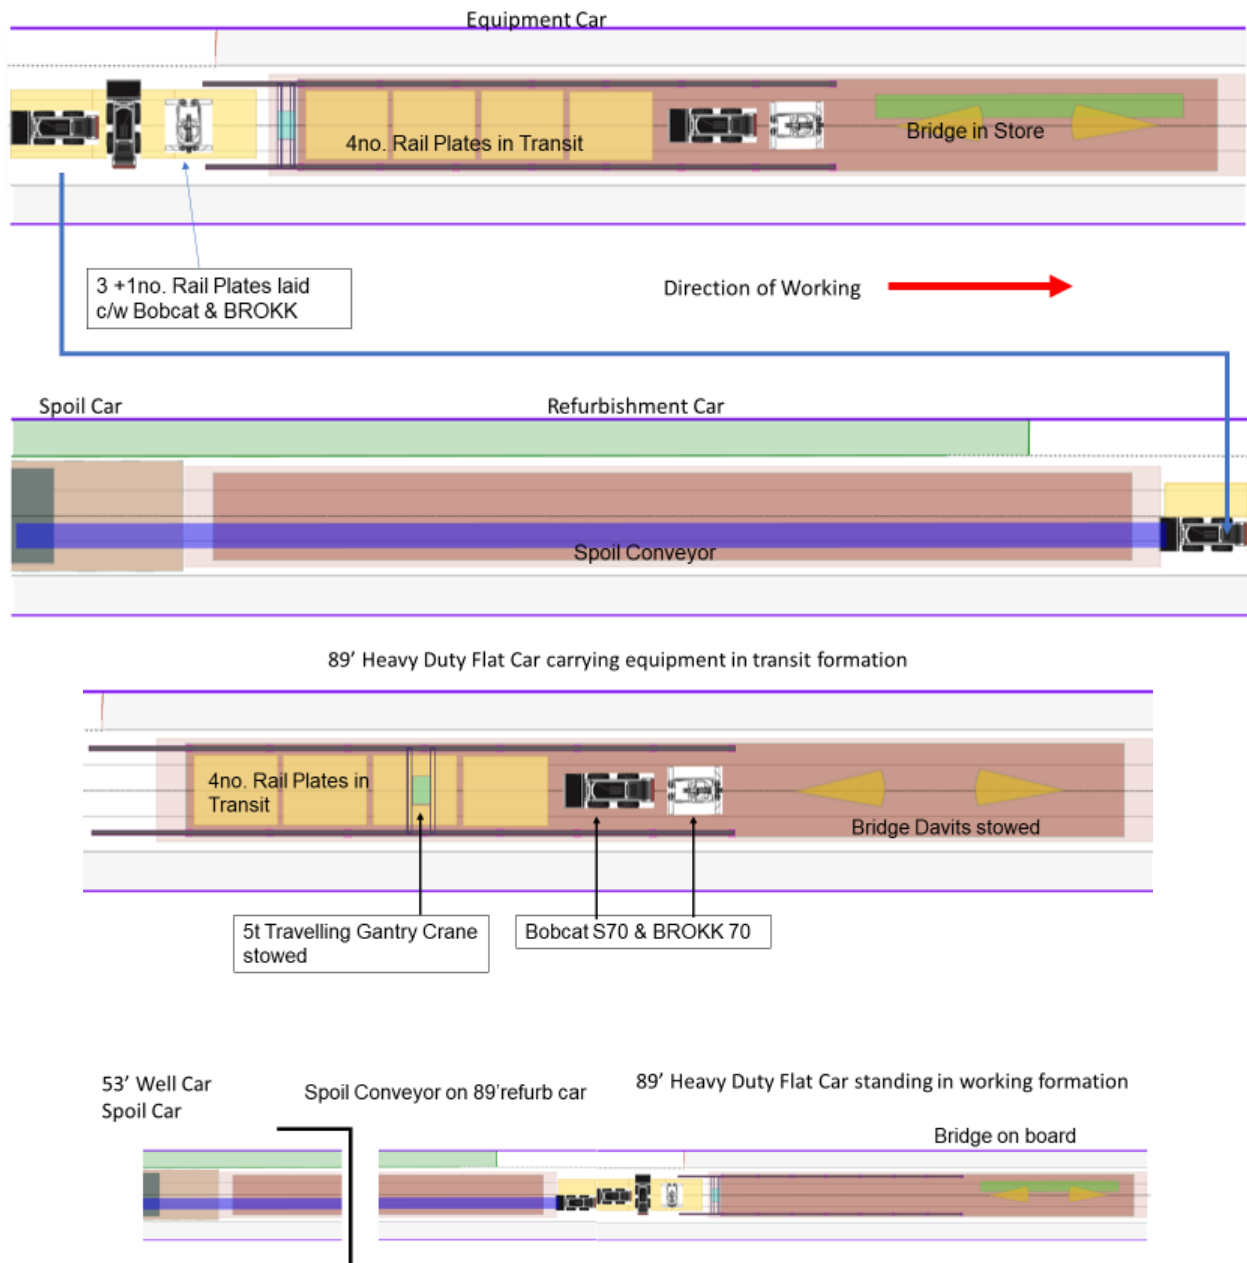 Equipment Car
4no. Rail Plates in Transit
Bridge in Store
3 +1no. Rail Plates laid
c/w Bobcat & BROKK
Direction of Working
Spoil Car
Refurbishment Car
Spoil Conveyor
89' Heavy Duty Flat Car carrying equipment in transit formation
4no. Rail Plates in
Transit
Bridge Davits stowed
5t Travelling Gantry Crane
stowed
Bobcat S70 & BROKK 70
53' Well Car
Spoil Car
Spoil Conveyor on 89'refurb car
89' Heavy Duty Flat Car standing in working formation
Bridge on board